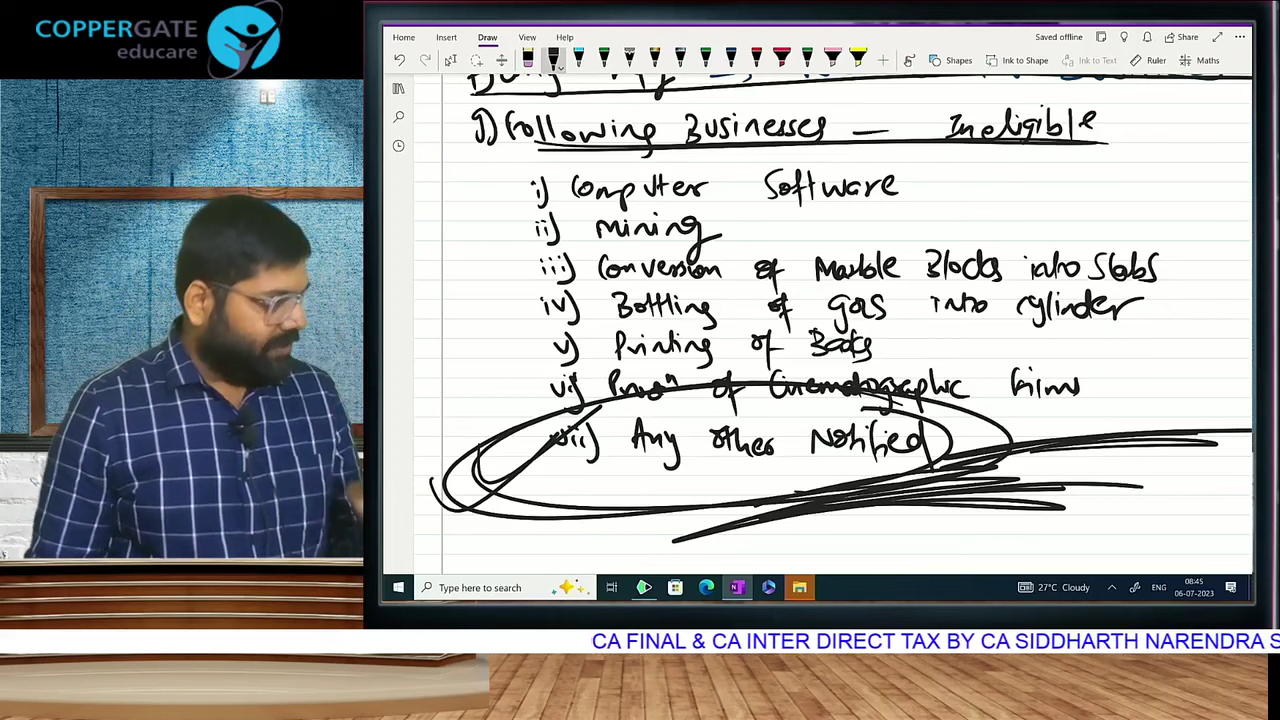 COPPERGATE
educare
Home Insert Draw View Help
Saved offline Share
Shapes Ink to Shape Ink to Text Ruler Maths
1) Following Businesses — Ineligible
i) Computer Software
ii) Mining
iii) Conversion of Marble Blocks into Slabs
iv) Bottling of gas into cylinder
v) Printing of Books
vi) of Cinematographic Films
vii) Any other Notified
Type here to search
27°C Cloudy
ENG
08:45
06-07-2023
CA FINAL & CA INTER DIRECT TAX BY CA SIDDHARTH NARENDRA S